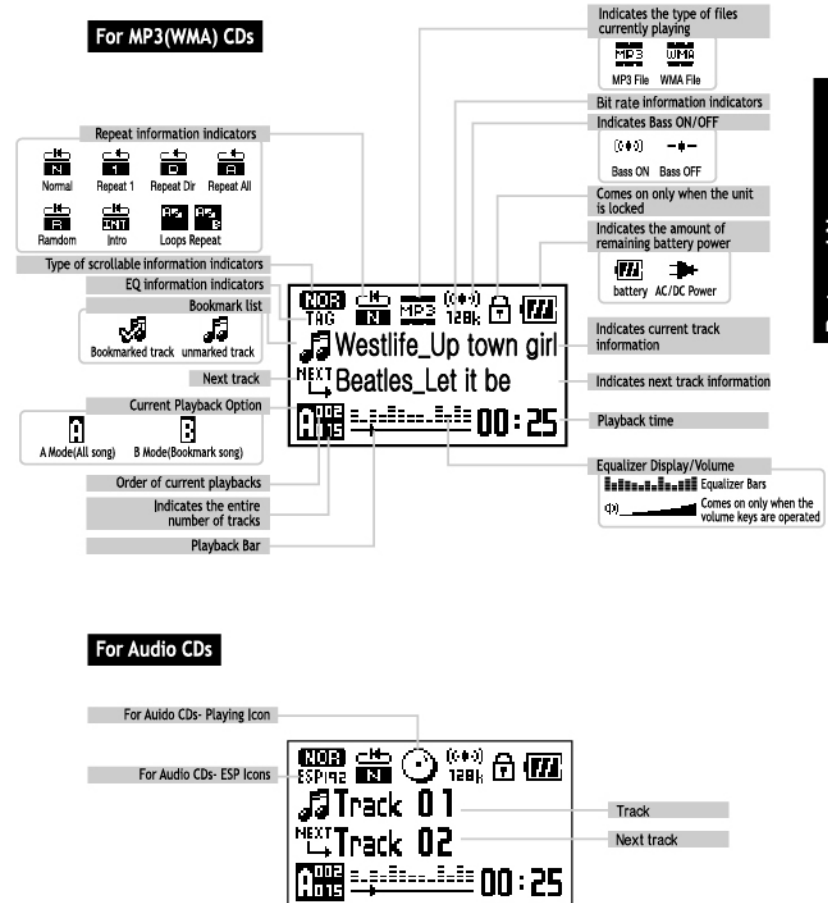 For MP3(WMA) CDs
Indicates the type of files
currently playing
MP3 WMA
MP3 File WMA File
Bit rate information indicators
Indicates Bass ON/OFF
Bass ON Bass OFF
Comes on only when the unit
is locked
Indicates the amount of
remaining battery power
battery AC/DC Power
Indicates current track
information
Indicates next track information
Playback time
Equalizer Display/Volume
Equalizer Bars
Comes on only when the
volume keys are operated
Repeat information indicators
N 1 D A
Normal Repeat 1 Repeat Dir Repeat All
R INT A A B
Ramdom Intro Loops Repeat
Type of scrollable information indicators
EQ information indicators
Bookmark list
Bookmarked track unmarked track
Next track
Current Playback Option
A B
A Mode(All song) B Mode(Bookmark song)
Order of current playbacks
Indicates the entire
number of tracks
Playback Bar
NOR N MP3 128k
TAG
Westlife_Up town girl
NEXT Beatles_Let it be
A 002 015 00:25
For Audio CDs
For Auido CDs- Playing Icon
For Audio CDs- ESP Icons
NOR N 128k
ESP192
Track 01
NEXT Track 02
A 002 015 00:25
Track
Next track